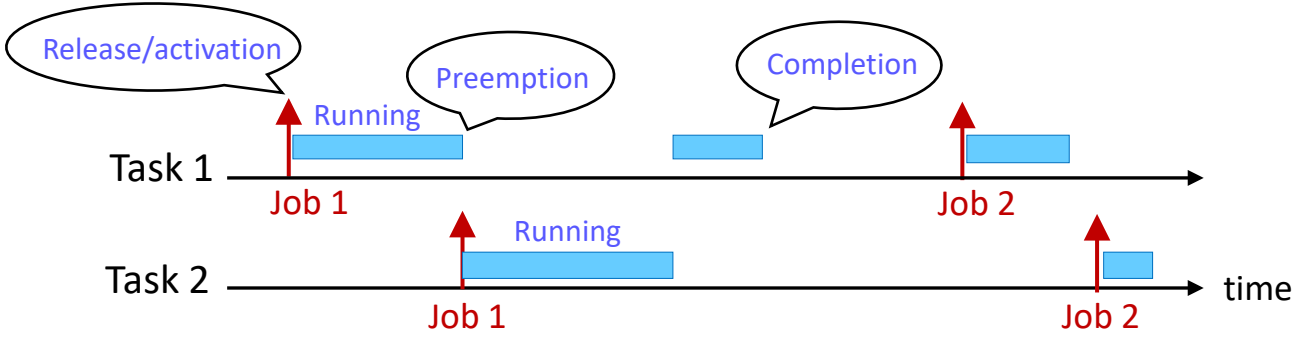 Release/activation
Preemption
Completion
Running
Task 1
Job 1
Job 2
Running
Task 2
time
Job 1
Job 2